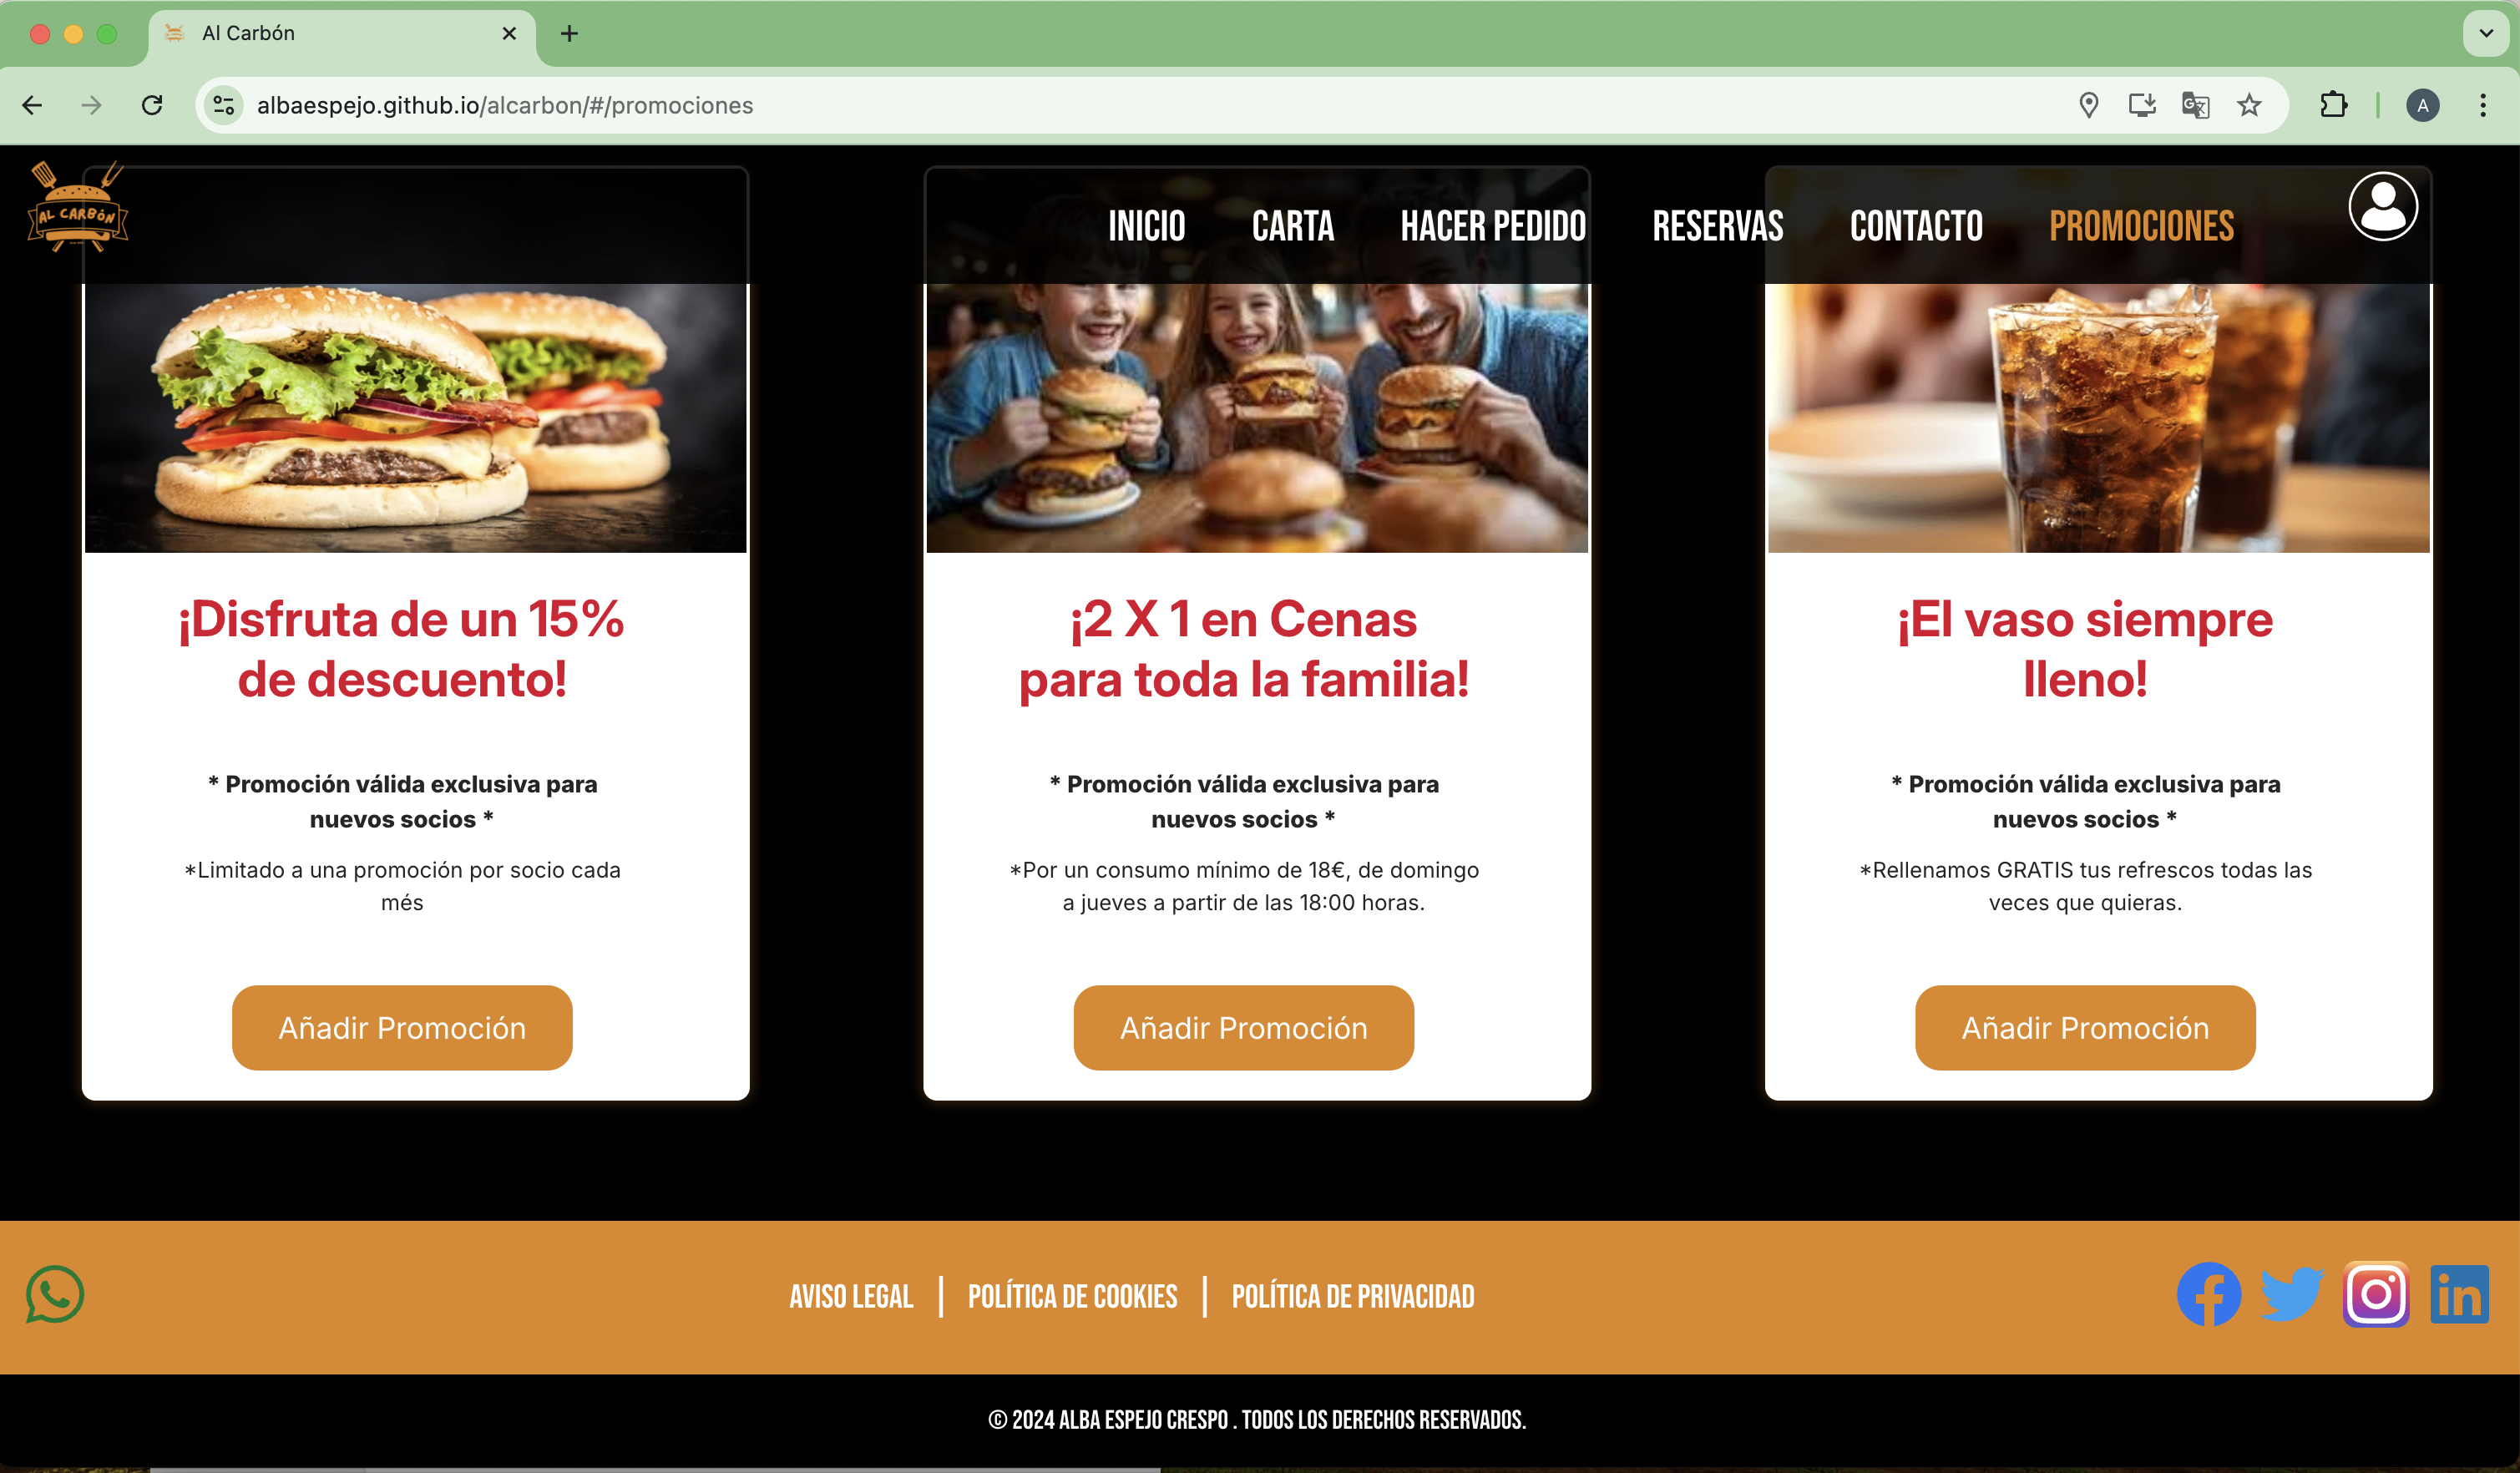 Al Carbón
albaespejo.github.io/alcarbon/#/promociones
A
AL CARBÓN
INICIO CARTA HACER PEDIDO RESERVAS CONTACTO PROMOCIONES
¡Disfruta de un 15%
de descuento!
* Promoción válida exclusiva para
nuevos socios *
*Limitado a una promoción por socio cada
més
Añadir Promoción
¡2 X 1 en Cenas
para toda la familia!
* Promoción válida exclusiva para
nuevos socios *
*Por un consumo mínimo de 18€, de domingo
a jueves a partir de las 18:00 horas.
Añadir Promoción
¡El vaso siempre
lleno!
* Promoción válida exclusiva para
nuevos socios *
*Rellenamos GRATIS tus refrescos todas las
veces que quieras.
Añadir Promoción
AVISO LEGAL | POLÍTICA DE COOKIES | POLÍTICA DE PRIVACIDAD
© 2024 ALBA ESPEJO CRESPO . TODOS LOS DERECHOS RESERVADOS.